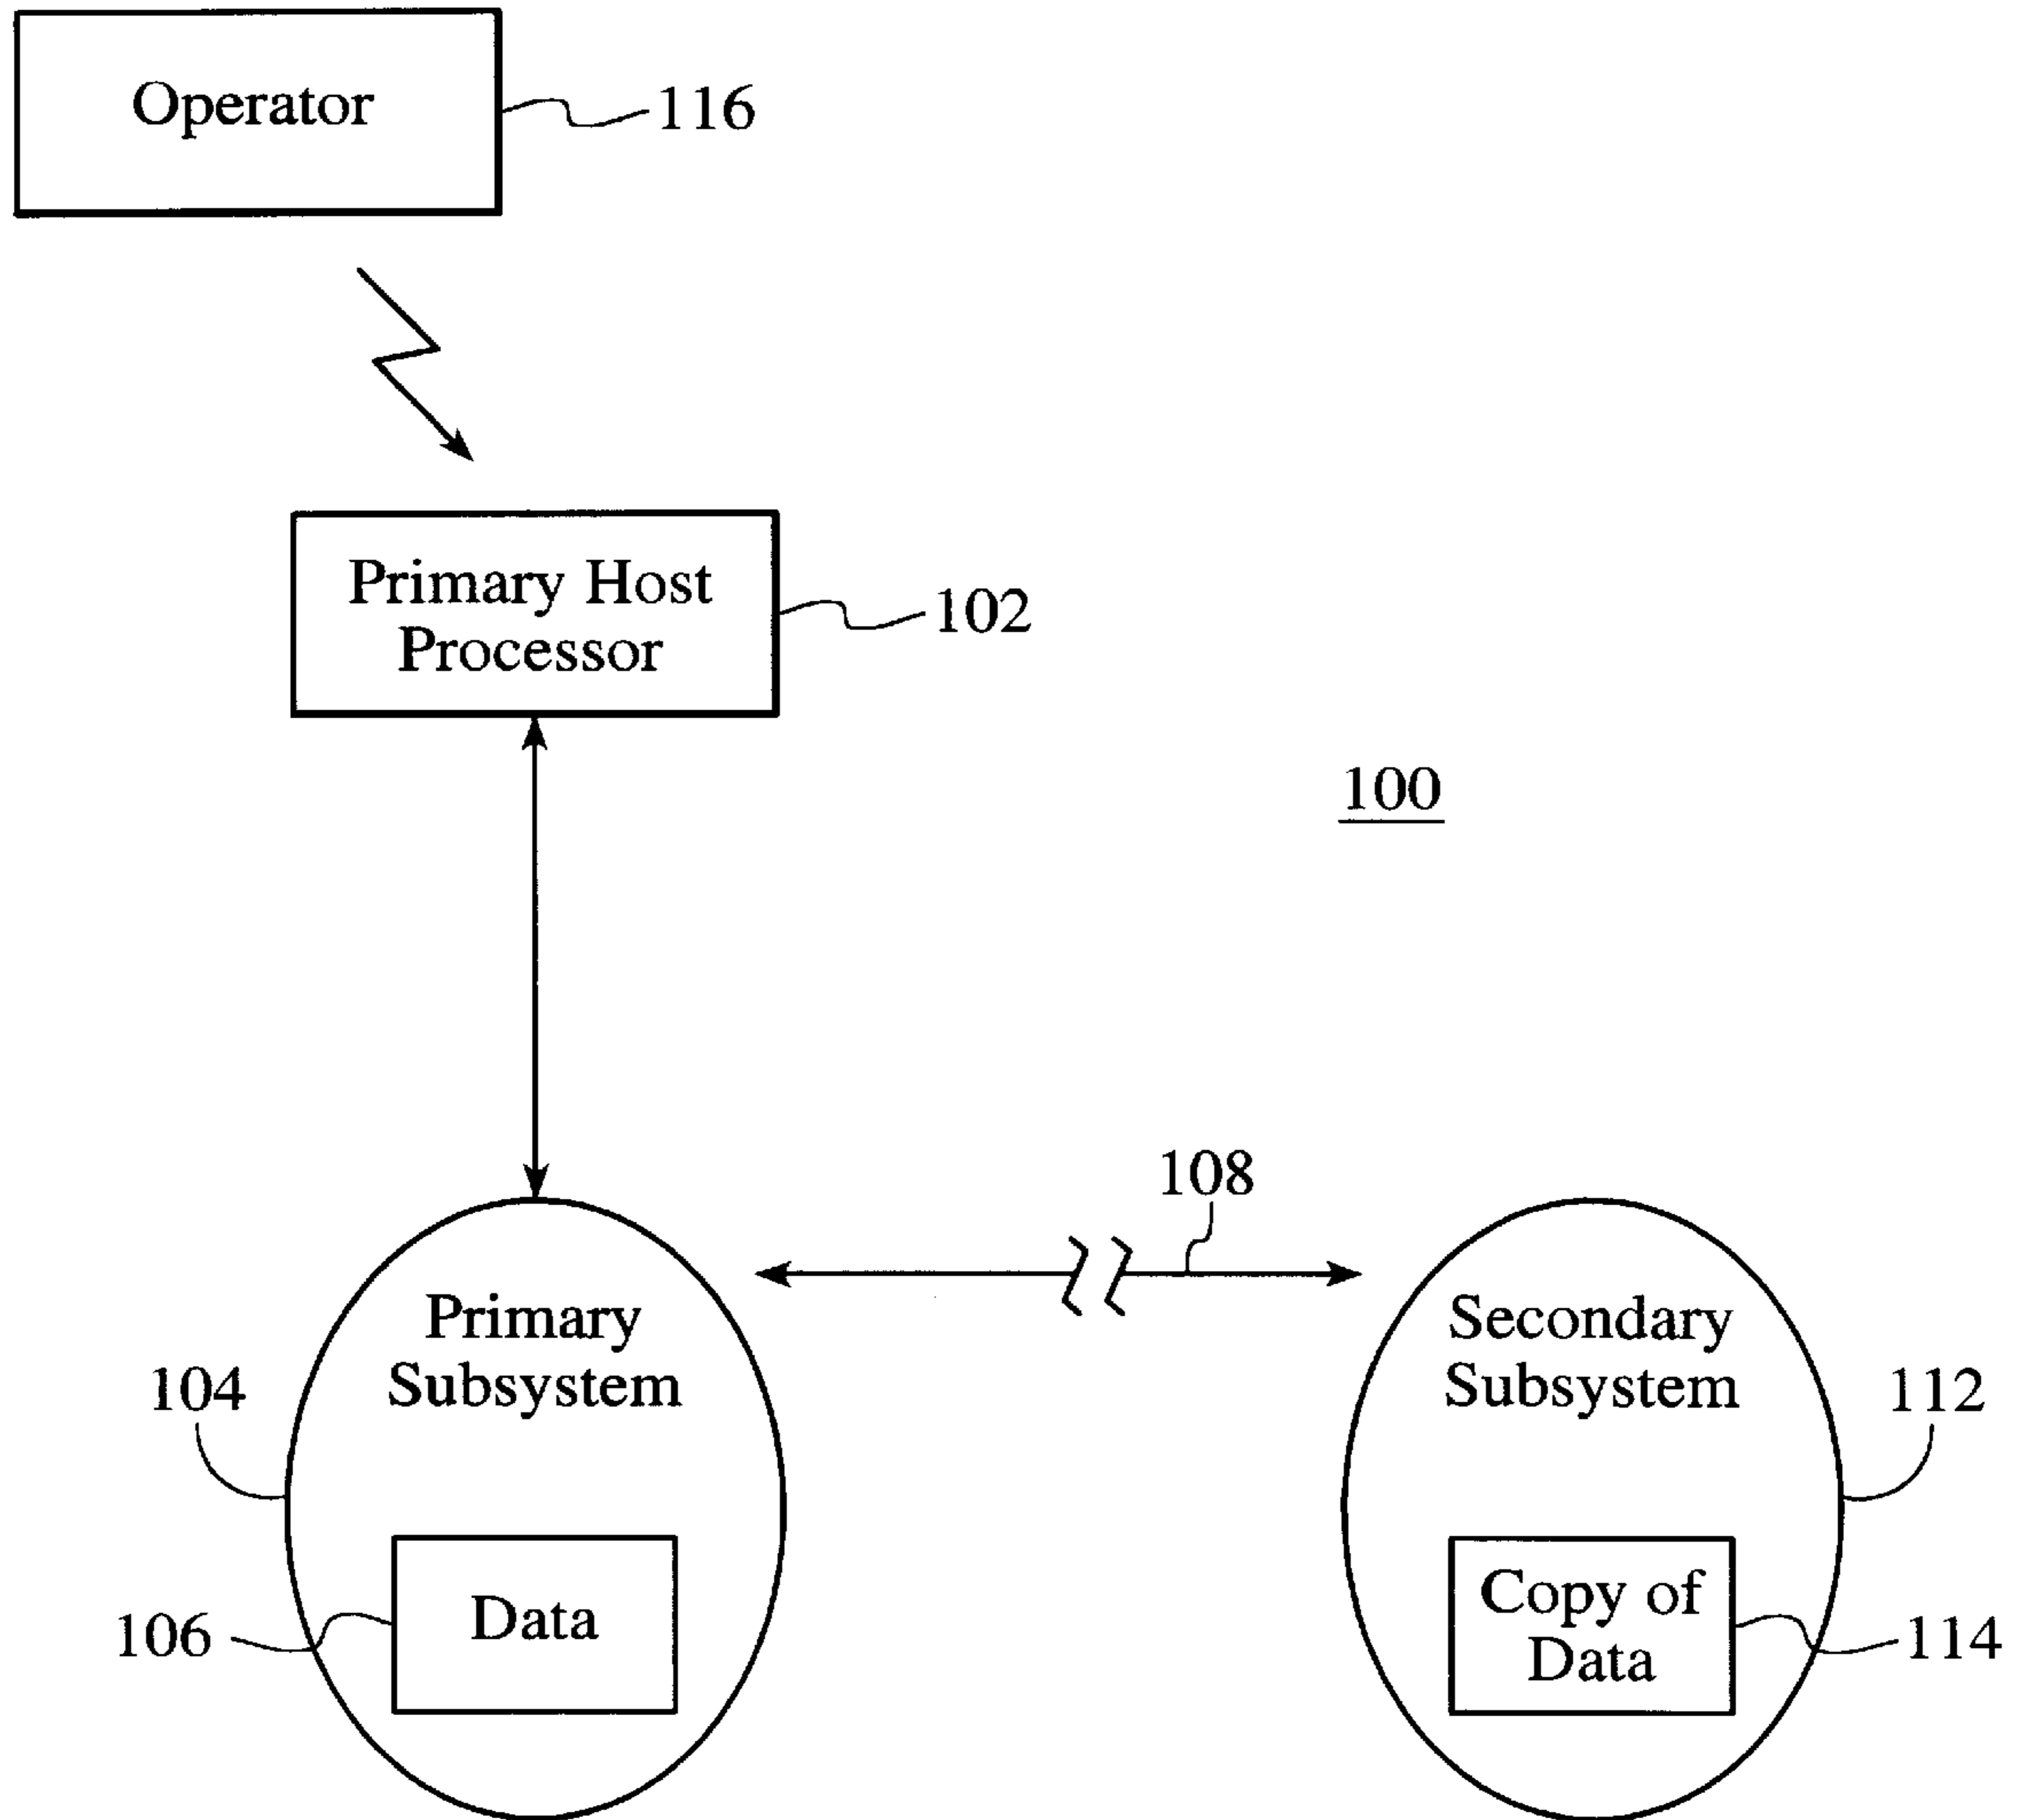 Operator
116
Primary Host
Processor
102
100
108
Primary
Subsystem
104
Secondary
Subsystem
112
Data
106
Copy of
Data
114